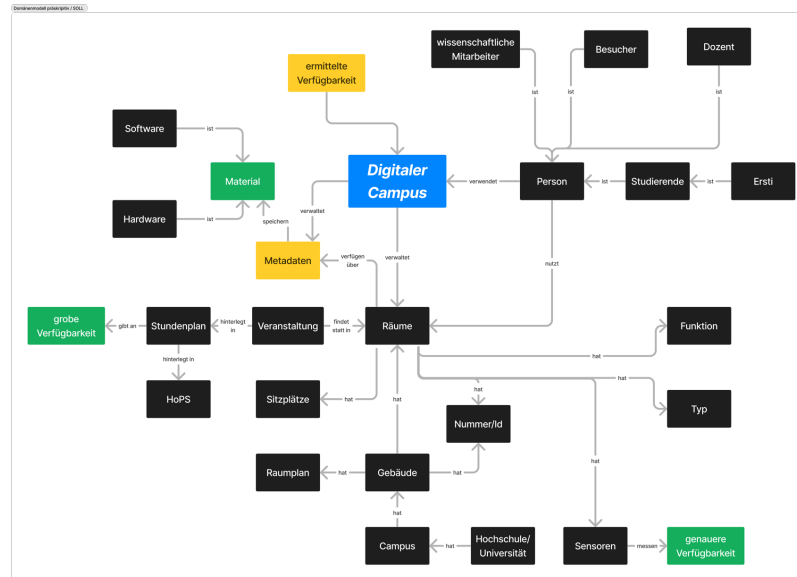 Domänenmodell präskriptiv / SOLL
wissenschaftliche
Mitarbeiter
Besucher
Dozent
ermittelte
Verfügbarkeit
ist
ist
ist
Software
ist
Material
Digitaler
Campus
verwendet
Person
ist
Studierende
ist
Ersti
Hardware
ist
speichern
verwaltet
Metadaten
verfügen
über
verwaltet
nutzt
grobe
Verfügbarkeit
gibt an
Stundenplan
hinterlegt
in
Veranstaltung
findet
statt in
Räume
Funktion
hat
hinterlegt in
HoPS
Sitzplätze
hat
hat
hat
hat
Typ
Nummer/Id
Raumplan
hat
Gebäude
hat
hat
hat
Campus
hat
Hochschule/
Universität
Sensoren
messen
genauere
Verfügbarkeit